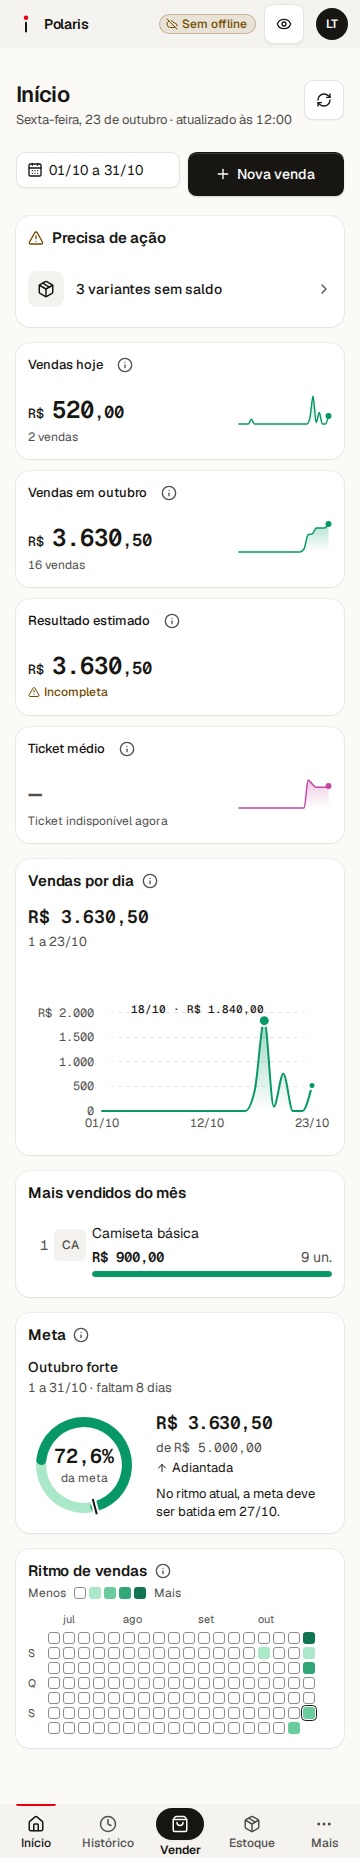 Polaris
Sem offline
LT
Início
Sexta-feira, 23 de outubro · atualizado às 12:00
01/10 a 31/10
Nova venda
Precisa de ação
3 variantes sem saldo
Vendas hoje
R$ 520,00
2 vendas
Vendas em outubro
R$ 3.630,50
16 vendas
Resultado estimado
R$ 3.630,50
Incompleta
Ticket médio
—
Ticket indisponível agora
Vendas por dia
R$ 3.630,50
1 a 23/10
18/10 · R$ 1.840,00
R$ 2.000
1.500
1.000
500
0
01/10 12/10 23/10
Mais vendidos do mês
1 CA Camiseta básica
R$ 900,00 9 un.
Meta
Outubro forte
1 a 31/10 · faltam 8 dias
72,6%
da meta
R$ 3.630,50
de R$ 5.000,00
Adiantada
No ritmo atual, a meta deve
ser batida em 27/10.
Ritmo de vendas
Menos Mais
jul ago set out
S
Q
S
Início Histórico Vender Estoque Mais